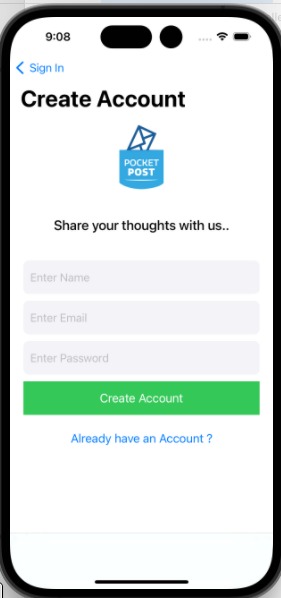 9:08
Sign In
Create Account
POCKET
POST
Share your thoughts with us..
Enter Name
Enter Email
Enter Password
Create Account
Already have an Account ?